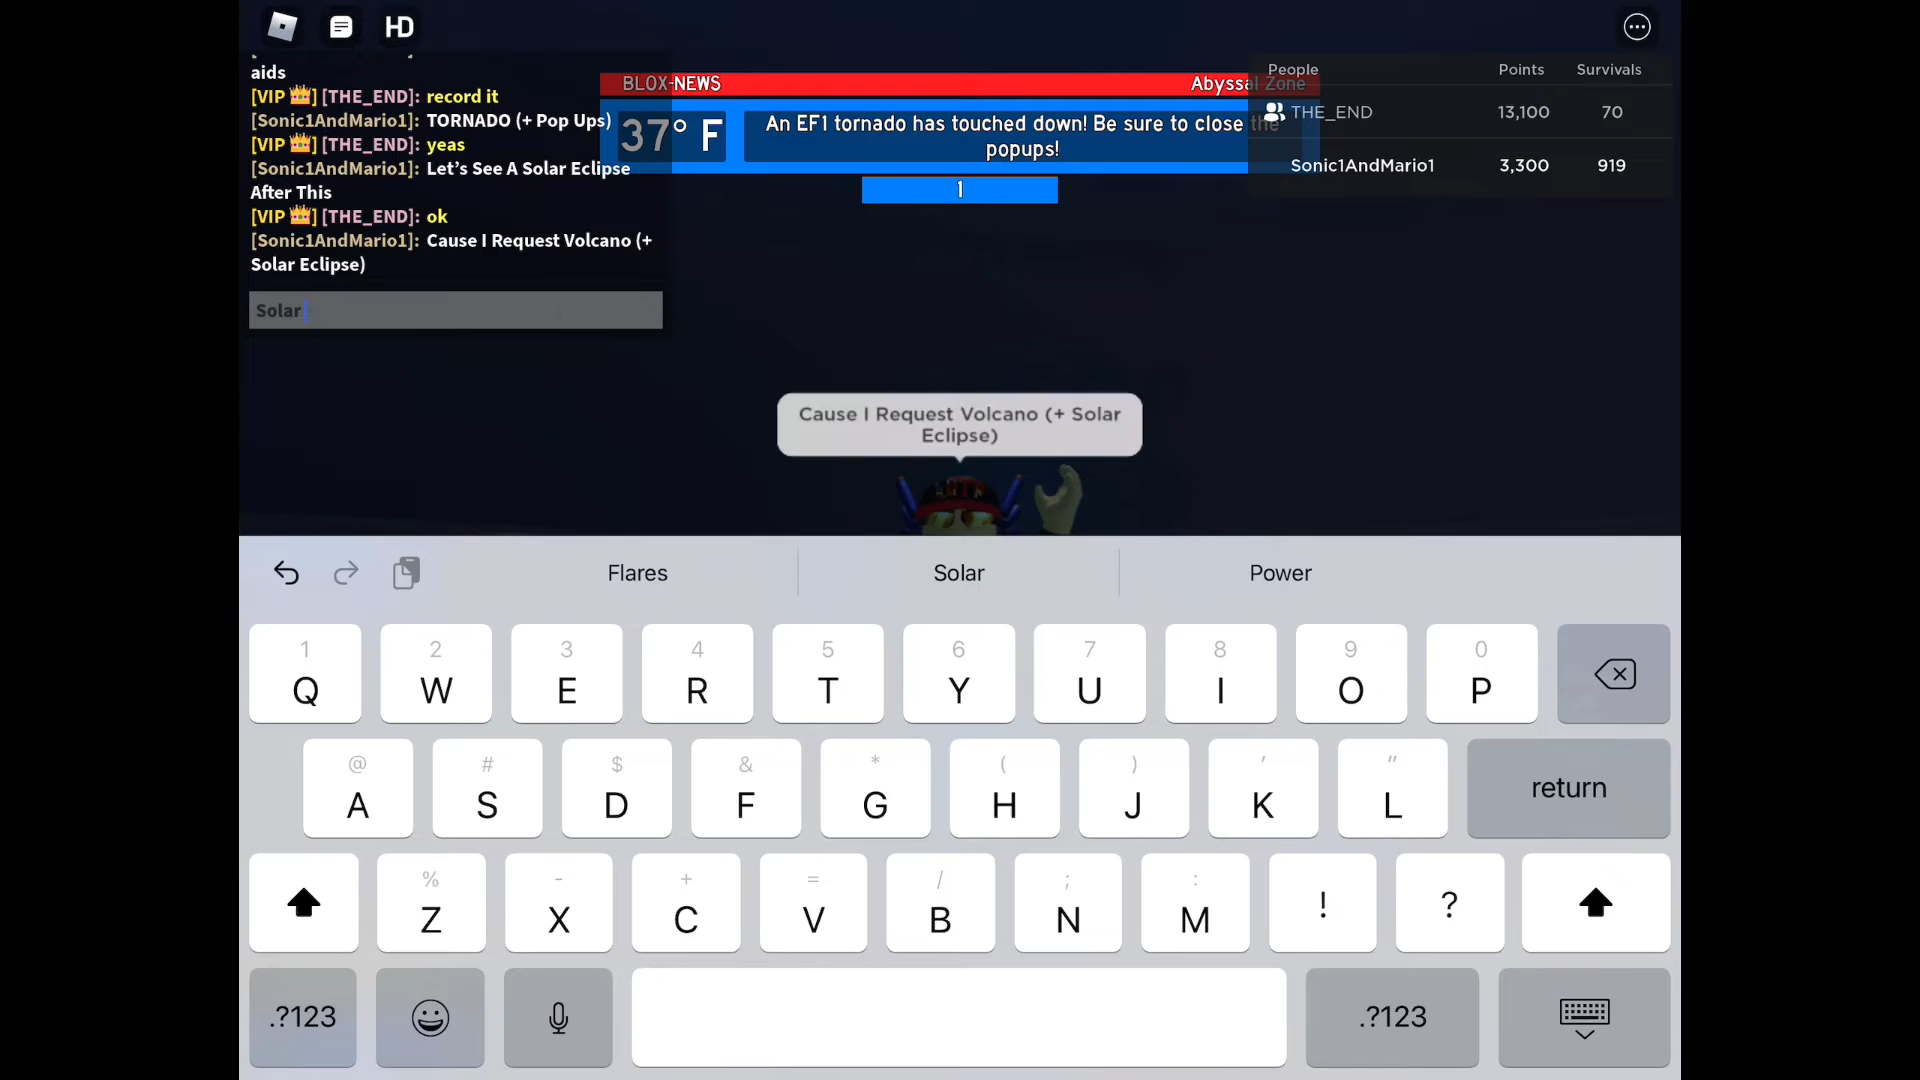 HD
aids
[VIP 👑] [THE_END]: record it
[Sonic1AndMario1]: TORNADO (+ Pop Ups)
[VIP 👑] [THE_END]: yeas
[Sonic1AndMario1]: Let’s See A Solar Eclipse
After This
[VIP 👑] [THE_END]: ok
[Sonic1AndMario1]: Cause I Request Volcano (+
Solar Eclipse)
Solar
BLOX-NEWS Abyssal Zone
37° F
An EF1 tornado has touched down! Be sure to close the
popups!
1
People Points Survivals
THE_END 13,100 70
Sonic1AndMario1 3,300 919
Cause I Request Volcano (+ Solar
Eclipse)
Flares Solar Power
1 2 3 4 5 6 7 8 9 0
Q W E R T Y U I O P
@ # $ & * ( ) ' "
A S D F G H J K L return
% - + = / ; :
Z X C V B N M ! ?
.?123 .?123